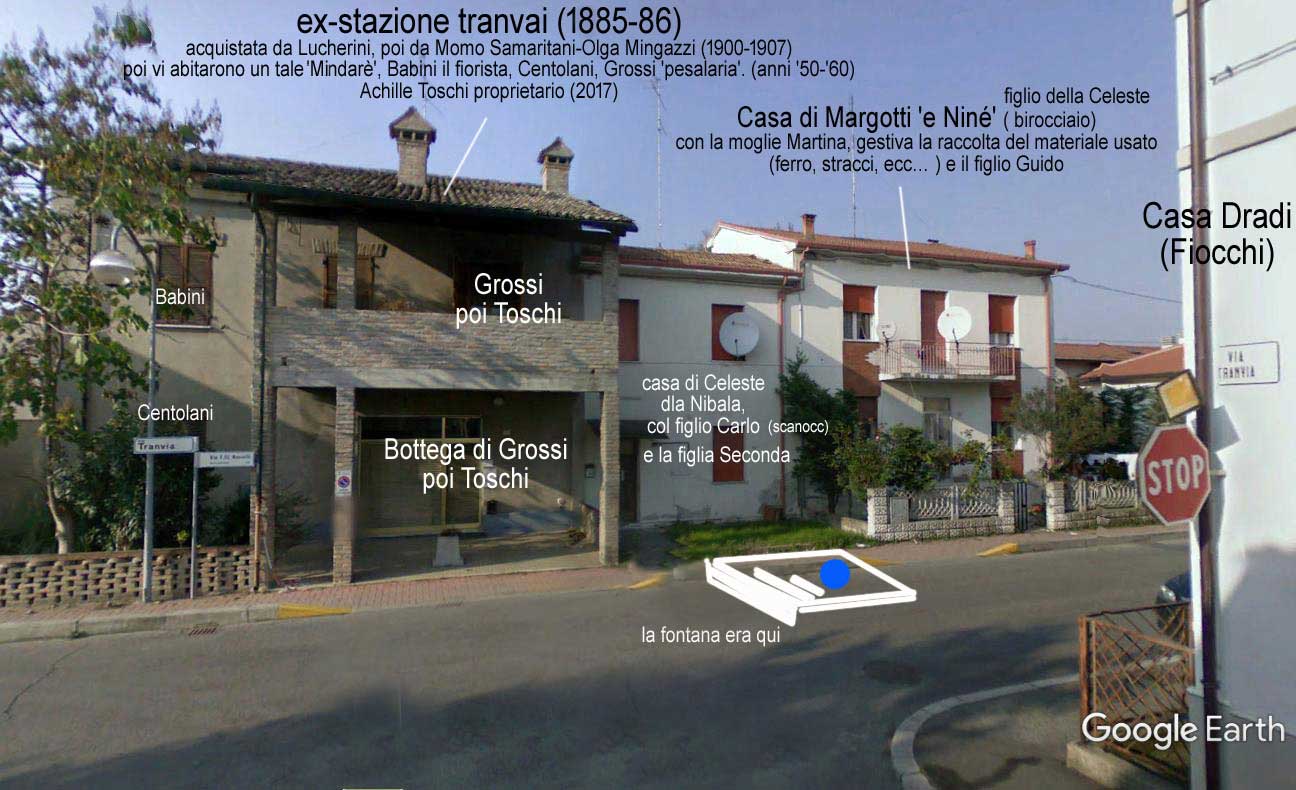 ex-stazione tranvai (1885-86)
acquistata da Lucherini, poi da Momo Samaritani-Olga Mingazzi (1900-1907)
poi vi abitarono un tale 'Mindarè', Babini il fiorista, Centolani, Grossi 'pesalaria'. (anni '50-'60)
Achille Toschi proprietario (2017)
figlio della Celeste
Casa di Margotti 'e Niné' ( birocciaio)
con la moglie Martina, gestiva la raccolta del materiale usato
(ferro, stracci, ecc... ) e il figlio Guido
Casa Dradi
(Fiocchi)
Babini
Grossi
poi Toschi
casa di Celeste
dla Nibala,
col figlio Carlo (scanocc)
e la figlia Seconda
Centolani
Tranvia
Via F.lli
Bottega di Grossi
poi Toschi
VIA
TRANVIA
STOP
la fontana era qui
Google Earth